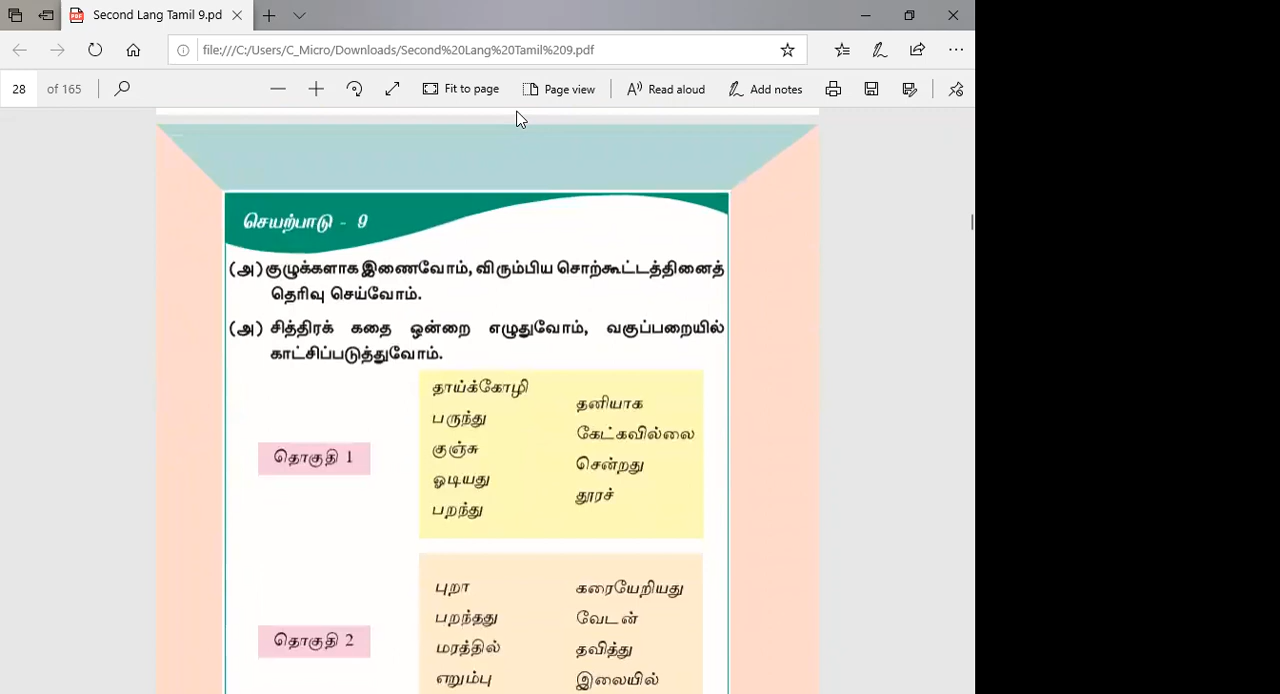 Second Lang Tamil 9.pd
file:///C:/Users/C_Micro/Downloads/Second%20Lang%20Tamil%209.pdf
28 of 165 Fit to page Page view Read aloud Add notes
செயற்பாடு - 9
(அ) குழுக்களாக இணைவோம், விரும்பிய சொற்கூட்டத்தினைத்
தெரிவு செய்வோம்.
(அ) சித்திரக் கதை ஒன்றை எழுதுவோம், வகுப்பறையில்
காட்சிப்படுத்துவோம்.
தொகுதி 1
தாய்க்கோழி
பருந்து
குஞ்சு
ஓடியது
பறந்து
தனியாக
கேட்கவில்லை
சென்றது
தூரச்
தொகுதி 2
புறா
பறந்தது
மரத்தில்
எறும்பு
கரையேறியது
வேடன்
தவித்து
இலையில்